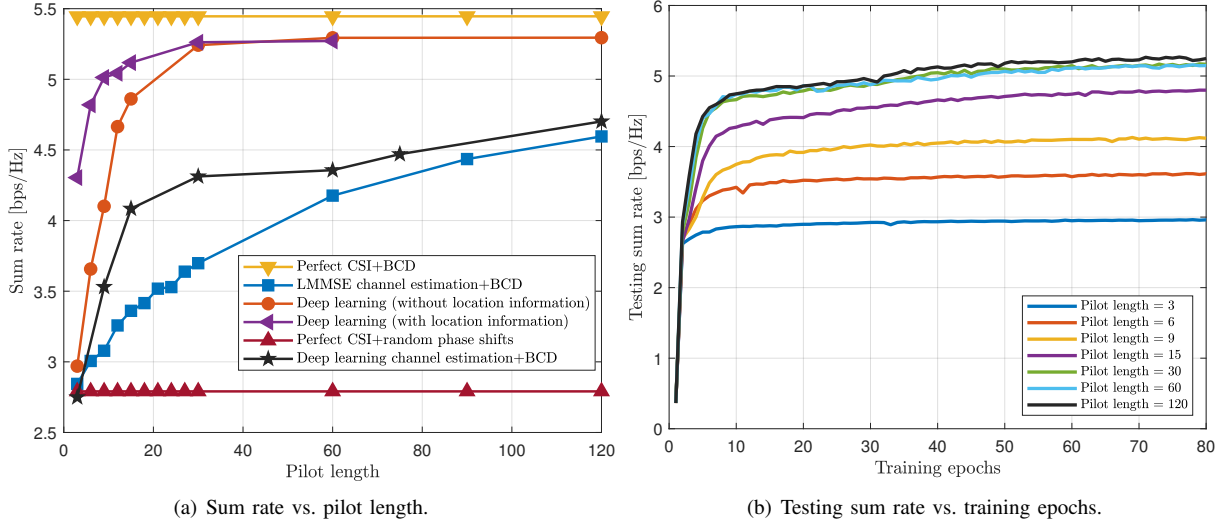 5.5
5
4.5
4
3.5
3
2.5
Sum rate [bps/Hz]
0 20 40 60 80 100 120
Pilot length
Perfect CSI+BCD
LMMSE channel estimation+BCD
Deep learning (without location information)
Deep learning (with location information)
Perfect CSI+random phase shifts
Deep learning channel estimation+BCD
(a) Sum rate vs. pilot length.
6
5
4
3
2
1
0
Testing sum rate [bps/Hz]
0 10 20 30 40 50 60 70 80
Training epochs
Pilot length = 3
Pilot length = 6
Pilot length = 9
Pilot length = 15
Pilot length = 30
Pilot length = 60
Pilot length = 120
(b) Testing sum rate vs. training epochs.